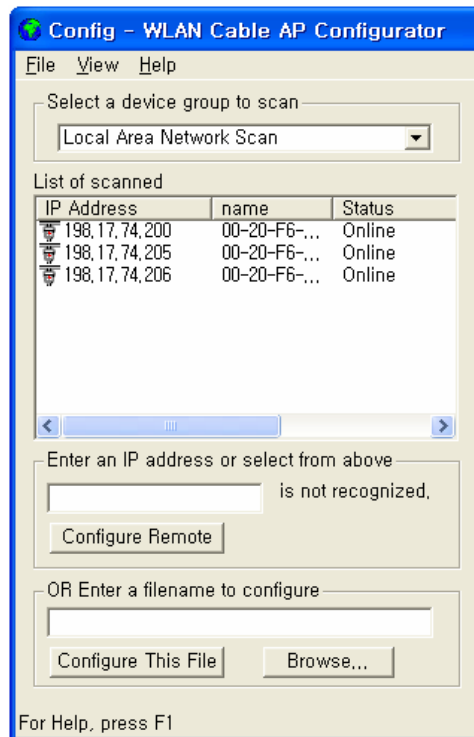 Config - WLAN Cable AP Configurator
File View Help
Select a device group to scan
Local Area Network Scan
List of scanned
IP Address name Status
198,17,74,200 00-20-F6-,,, Online
198,17,74,205 00-20-F6-,,, Online
198,17,74,206 00-20-F6-,,, Online
Enter an IP address or select from above
is not recognized,
Configure Remote
OR Enter a filename to configure
Configure This File Browse,,,
For Help, press F1